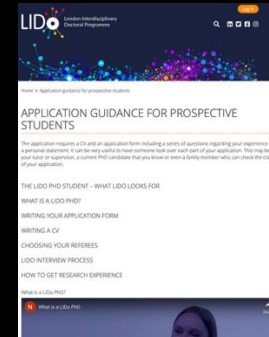 LIDo London Interdisciplinary
Doctoral Programme
Log in
Home > Application guidance for prospective students
APPLICATION GUIDANCE FOR PROSPECTIVE
STUDENTS
The application requires a CV and an application form including a series of questions regarding your experience
a personal statement. It can be very useful to have someone look over each part of your application. This may be
your tutor or supervisor, a current PhD candidate that you know or even a family member who can check the cla
of your application.
THE LIDO PHD STUDENT – WHAT LIDO LOOKS FOR
WHAT IS A LIDO PHD?
WRITING YOUR APPLICATION FORM
WRITING A CV
CHOOSING YOUR REFEREES
LIDO INTERVIEW PROCESS
HOW TO GET RESEARCH EXPERIENCE
What is a LIDo PhD?
N What is a LIDo PhD